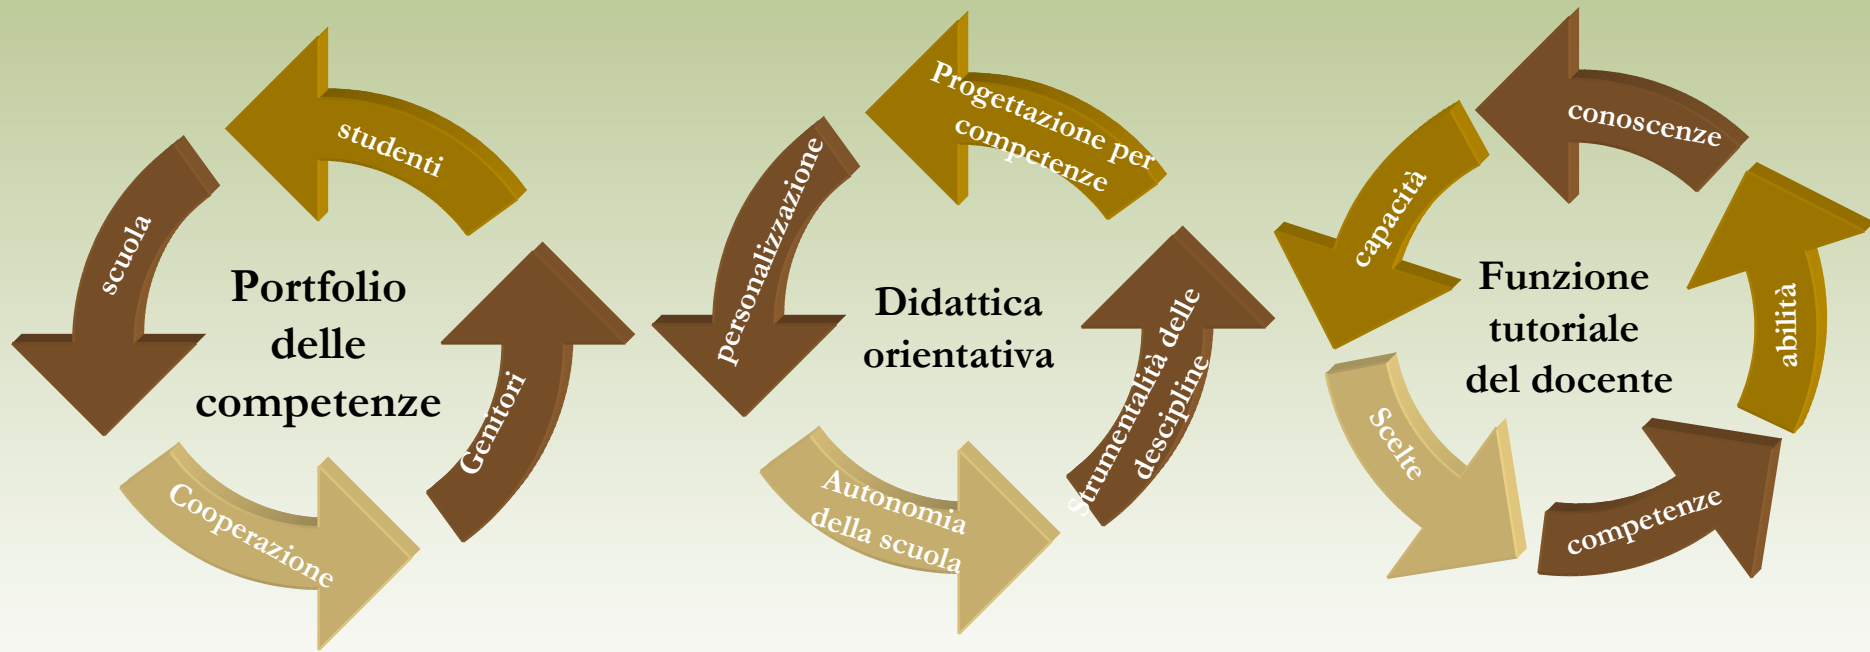 studenti
scuola
Portfolio
delle
competenze
Genitori
Cooperazione
Progettazione per
competenze
personalizzazione
Didattica
orientativa
Strumentalità delle
descipline
Autonomia
della scuola
conoscenze
capacità
Funzione
tutoriale
del docente
abilità
Scelte
competenze